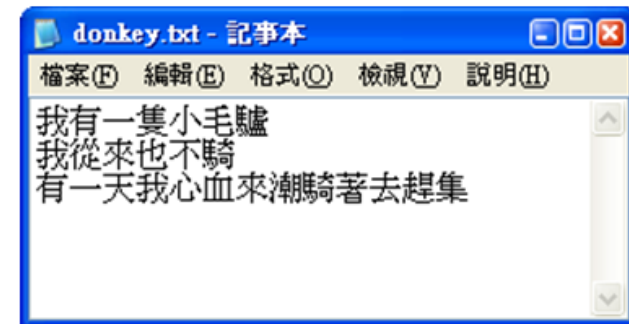 donkey.txt - 記事本
檔案(F) 編輯(E) 格式(O) 檢視(V) 說明(H)
我有一隻小毛驢
我從來也不騎
有一天我心血來潮騎著去趕集